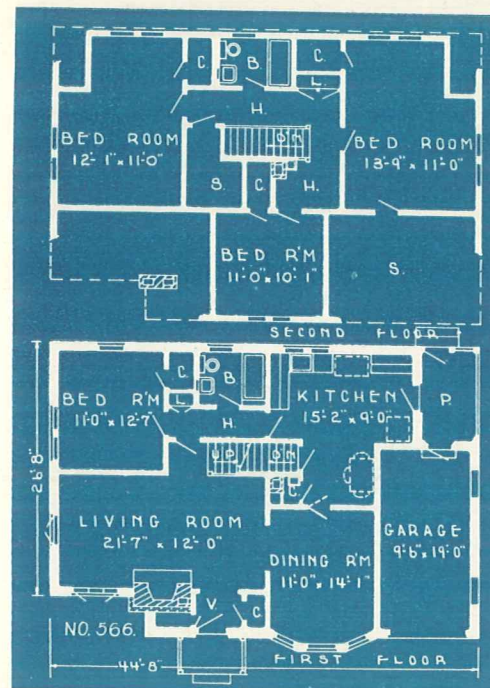 C.
B.
C.
L.
H.
BED ROOM
12'-1" x 11'-0"
D'N
BED ROOM
13'-9" x 11'-0"
S.
C.
H.
BED R'M
11'-0" x 10'-1"
S.
SECOND FLOOR
C.
B.
L.
BED R'M
11'-0" x 12'-7"
KITCHEN
15'-2" x 9'-0"
P.
H.
UP
DN
26'-8"
C.
LIVING ROOM
21'-7" x 12'-0"
GARAGE
9'-6" x 19'-0"
DINING R'M
11'-0" x 14'-1"
V.
C.
NO. 566.
44'-8"
FIRST FLOOR